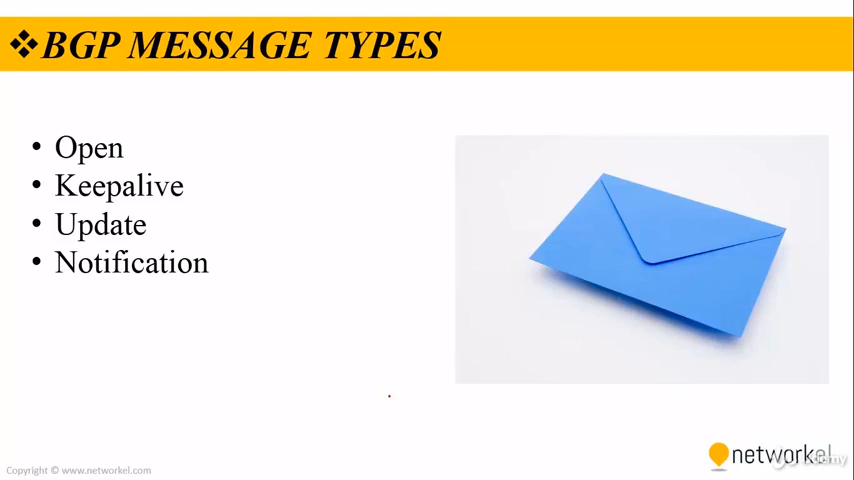 ❖BGP MESSAGE TYPES
• Open
• Keepalive
• Update
• Notification
networkel
Copyright © www.networkel.com